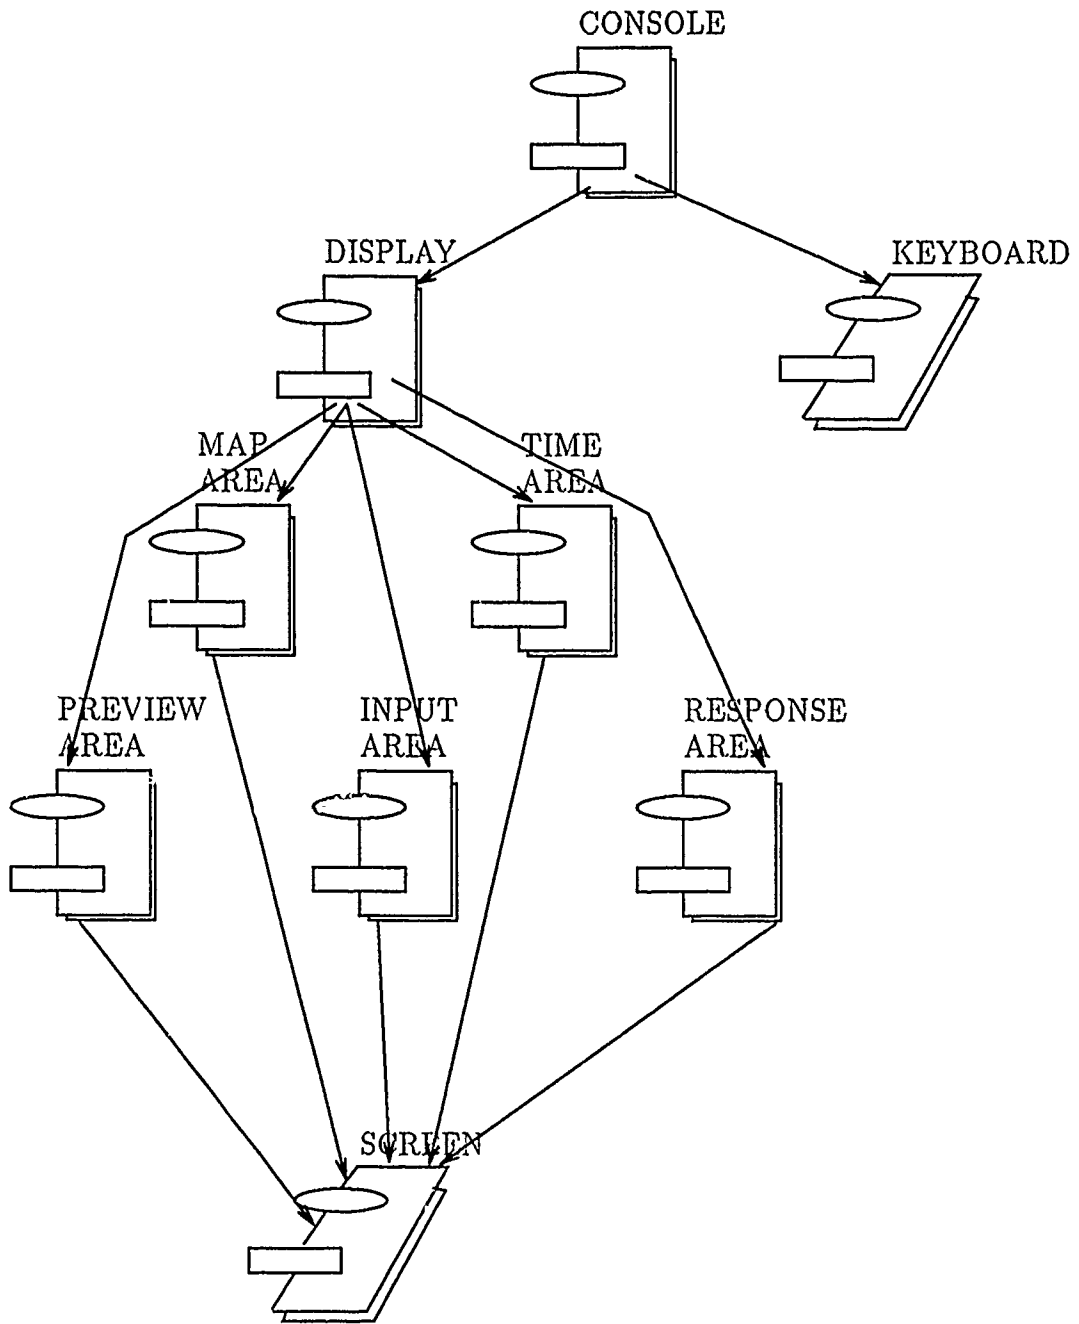 CONSOLE
DISPLAY
KEYBOARD
MAP
AREA
TIME
AREA
PREVIEW
AREA
INPUT
AREA
RESPONSE
AREA
SCREEN